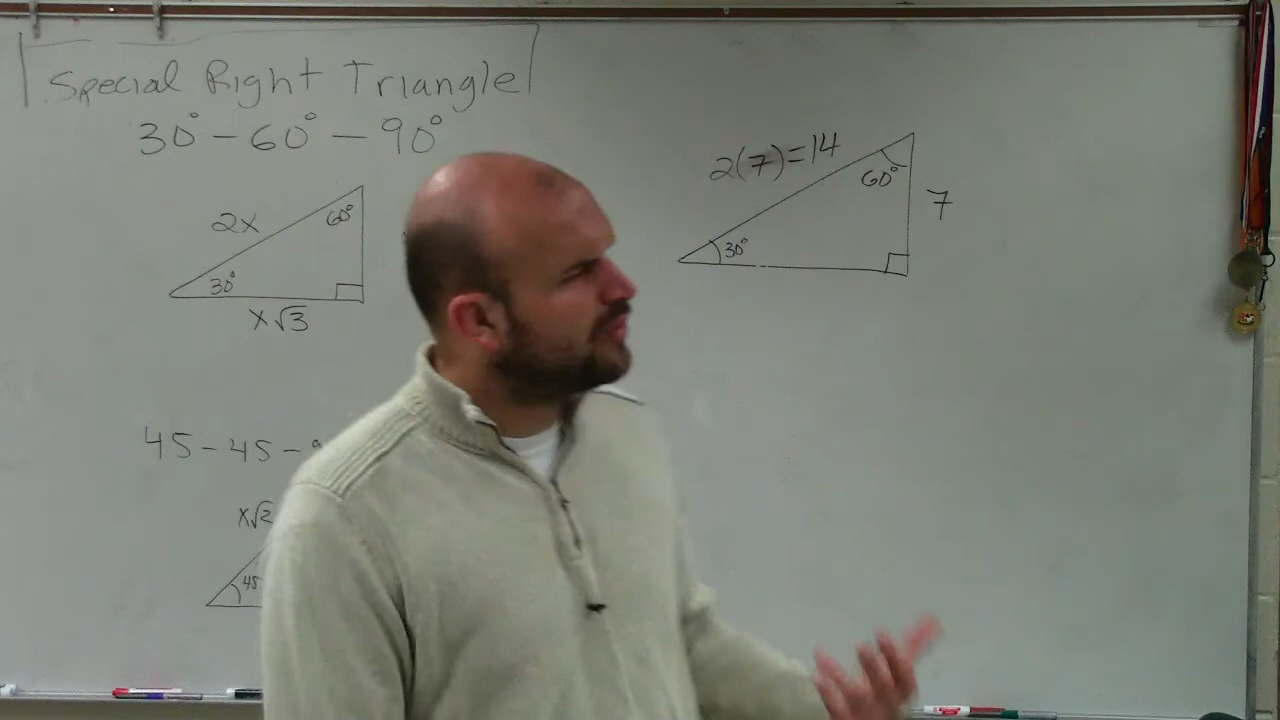 Special Right Triangle
30° - 60° - 90°
2x
60°
30°
x√3
45 - 45 -
x√2
45
2(7)=14
60°
7
30°